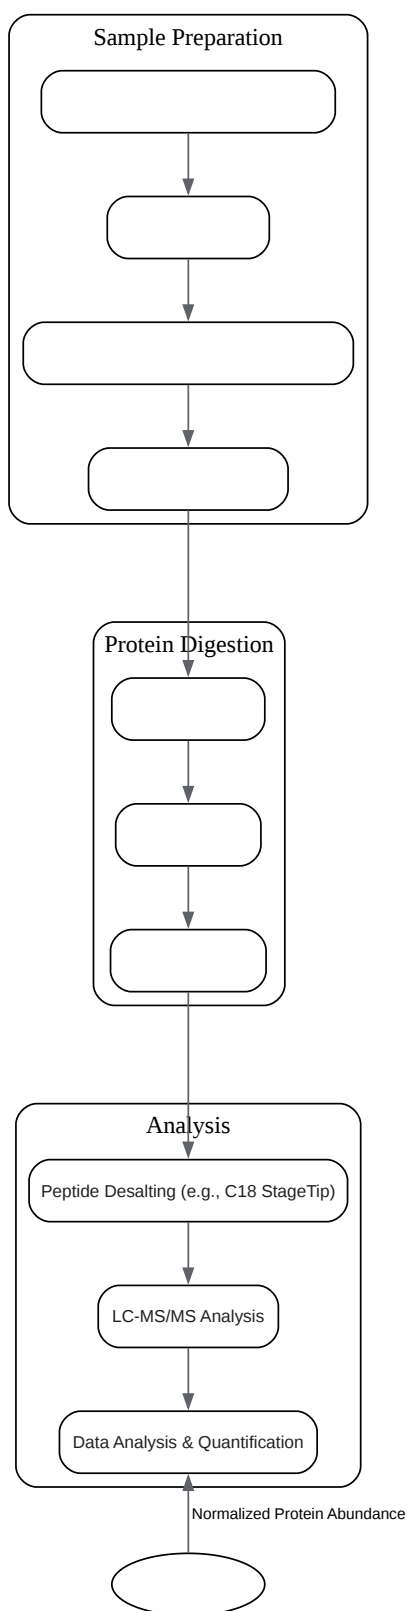 Sample Preparation
Protein Digestion
Analysis
Peptide Desalting (e.g., C18 StageTip)
LC-MS/MS Analysis
Data Analysis & Quantification
Normalized Protein Abundance